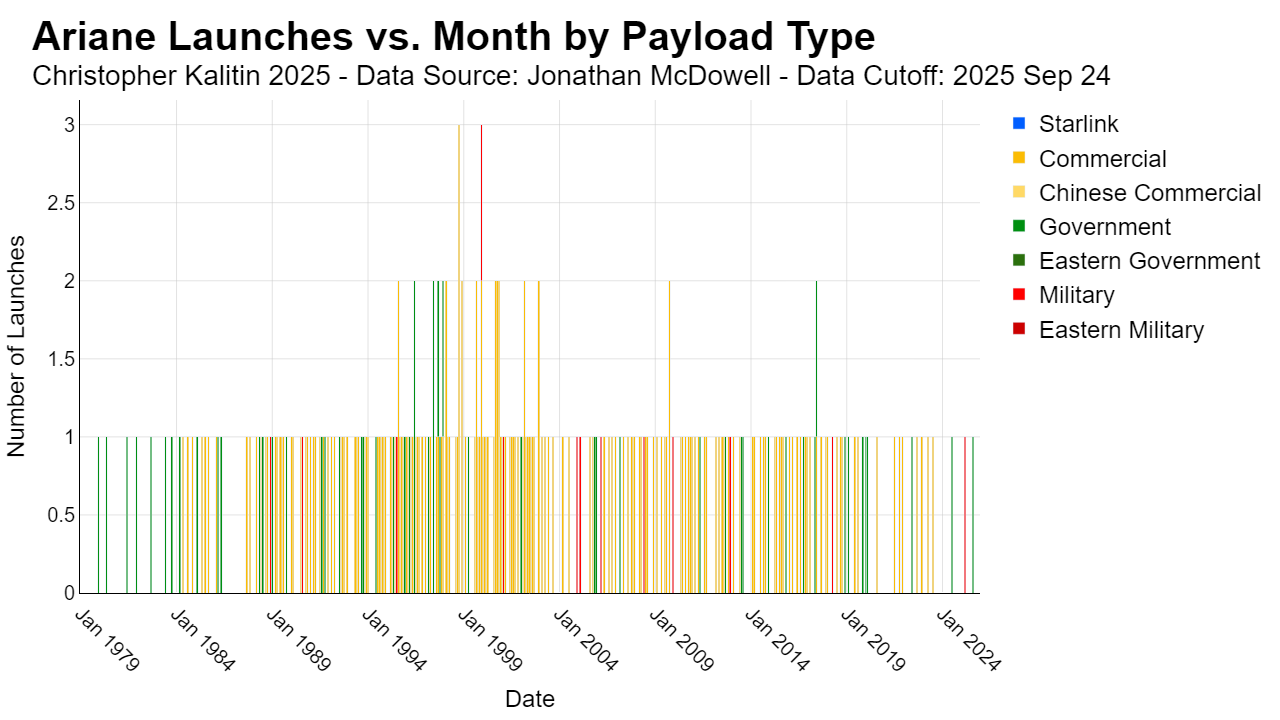 Ariane Launches vs. Month by Payload Type
Christopher Kalitin 2025 - Data Source: Jonathan McDowell - Data Cutoff: 2025 Sep 24
Number of Launches
3
2.5
2
1.5
1
0.5
0
Jan 1979
Jan 1984
Jan 1989
Jan 1994
Jan 1999
Jan 2004
Jan 2009
Jan 2014
Jan 2019
Jan 2024
Date
Starlink
Commercial
Chinese Commercial
Government
Eastern Government
Military
Eastern Military